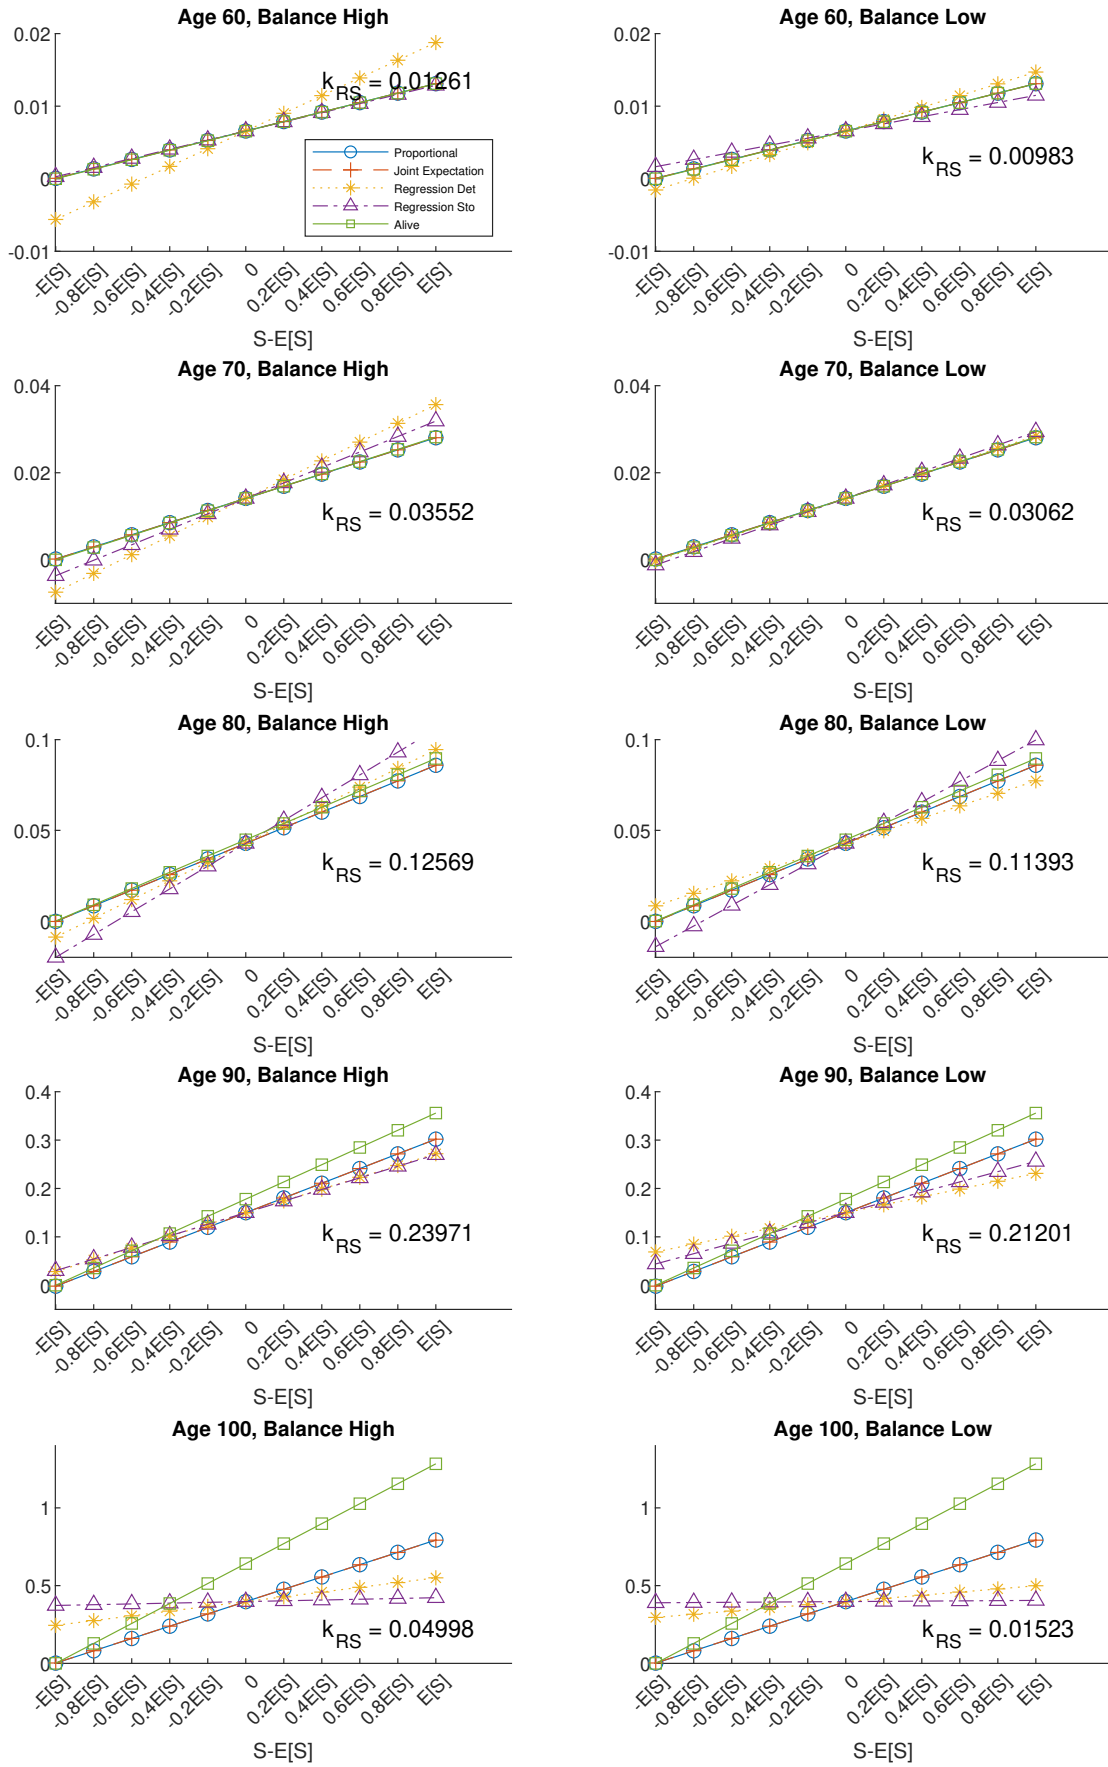 Age 60, Balance High
0.02
0.01
0
-0.01
k_RS = 0.01261
Proportional
Joint Expectation
Regression Det
Regression Sto
Alive
-E[S] -0.8E[S] -0.6E[S] -0.4E[S] -0.2E[S] 0 0.2E[S] 0.4E[S] 0.6E[S] 0.8E[S] E[S]
S-E[S]
Age 60, Balance Low
0.02
0.01
0
-0.01
k_RS = 0.00983
-E[S] -0.8E[S] -0.6E[S] -0.4E[S] -0.2E[S] 0 0.2E[S] 0.4E[S] 0.6E[S] 0.8E[S] E[S]
S-E[S]
Age 70, Balance High
0.04
0.02
0
k_RS = 0.03552
-E[S] -0.8E[S] -0.6E[S] -0.4E[S] -0.2E[S] 0 0.2E[S] 0.4E[S] 0.6E[S] 0.8E[S] E[S]
S-E[S]
Age 70, Balance Low
0.04
0.02
0
k_RS = 0.03062
-E[S] -0.8E[S] -0.6E[S] -0.4E[S] -0.2E[S] 0 0.2E[S] 0.4E[S] 0.6E[S] 0.8E[S] E[S]
S-E[S]
Age 80, Balance High
0.1
0.05
0
k_RS = 0.12569
-E[S] -0.8E[S] -0.6E[S] -0.4E[S] -0.2E[S] 0 0.2E[S] 0.4E[S] 0.6E[S] 0.8E[S] E[S]
S-E[S]
Age 80, Balance Low
0.1
0.05
0
k_RS = 0.11393
-E[S] -0.8E[S] -0.6E[S] -0.4E[S] -0.2E[S] 0 0.2E[S] 0.4E[S] 0.6E[S] 0.8E[S] E[S]
S-E[S]
Age 90, Balance High
0.4
0.3
0.2
0.1
0
k_RS = 0.23971
-E[S] -0.8E[S] -0.6E[S] -0.4E[S] -0.2E[S] 0 0.2E[S] 0.4E[S] 0.6E[S] 0.8E[S] E[S]
S-E[S]
Age 90, Balance Low
0.4
0.3
0.2
0.1
0
k_RS = 0.21201
-E[S] -0.8E[S] -0.6E[S] -0.4E[S] -0.2E[S] 0 0.2E[S] 0.4E[S] 0.6E[S] 0.8E[S] E[S]
S-E[S]
Age 100, Balance High
1
0.5
0
k_RS = 0.04998
-E[S] -0.8E[S] -0.6E[S] -0.4E[S] -0.2E[S] 0 0.2E[S] 0.4E[S] 0.6E[S] 0.8E[S] E[S]
S-E[S]
Age 100, Balance Low
1
0.5
0
k_RS = 0.01523
-E[S] -0.8E[S] -0.6E[S] -0.4E[S] -0.2E[S] 0 0.2E[S] 0.4E[S] 0.6E[S] 0.8E[S] E[S]
S-E[S]